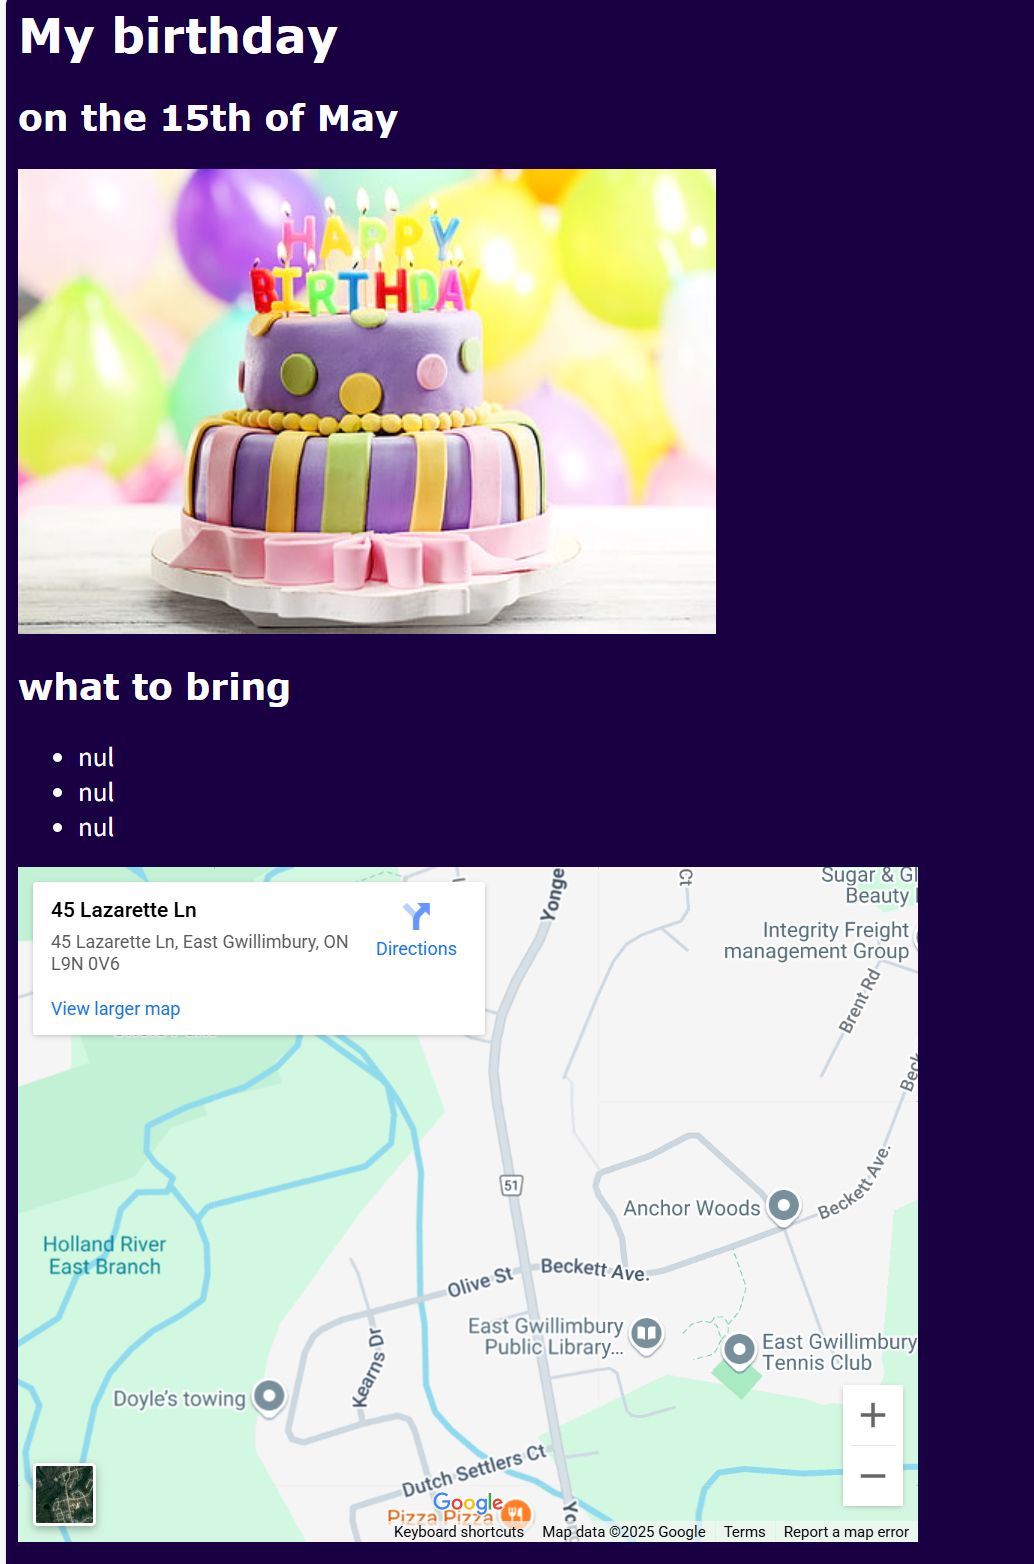 My birthday
on the 15th of May
HAPPY
BIRTHDAY
what to bring
nul
nul
nul
45 Lazarette Ln
45 Lazarette Ln, East Gwillimbury, ON
L9N 0V6
Directions
View larger map
Yonge
Ct
Sugar & Gl
Beauty
Integrity Freight
management Group
Brent Rd
Beck
51
Anchor Woods
Beckett Ave.
Holland River
East Branch
Olive St
Beckett Ave.
East Gwillimbury
Public Library...
East Gwillimbury
Tennis Club
Kearns Dr
Doyle's towing
Dutch Settlers Ct
Google
Pizza Pizza
Yo
Keyboard shortcuts
Map data ©2025 Google
Terms
Report a map error